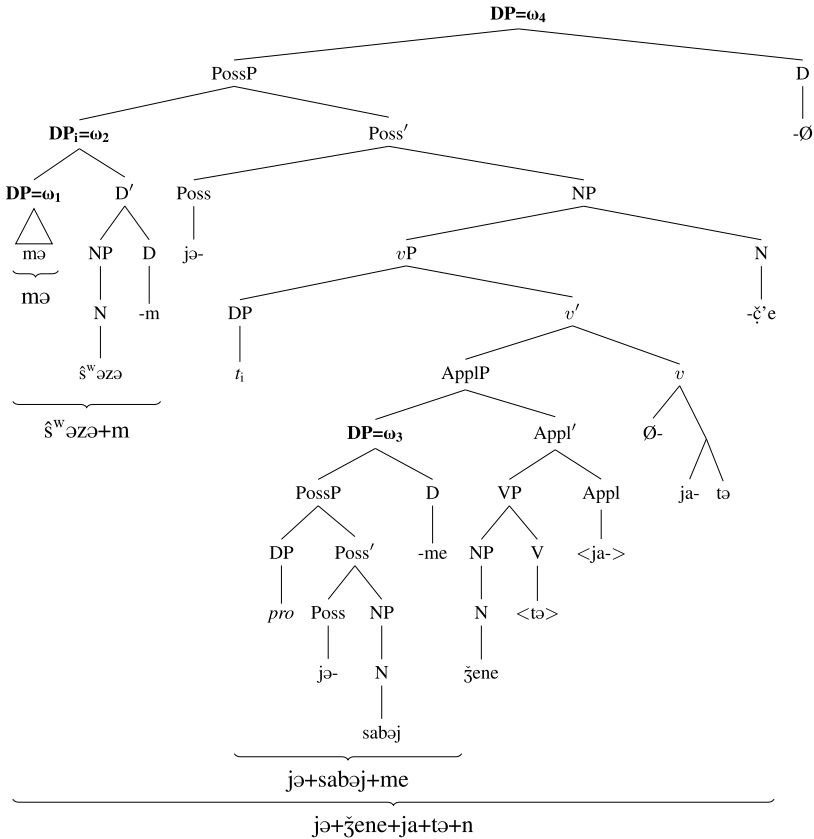 DP=ω₄
PossP D
DPᵢ=ω₂ Poss′ -Ø
DP=ω₁ D′ Poss NP
mə NP D jə- vP N
mə
N -m DP v′ -č̣’e
ŝʷəzə tᵢ ApplP v
ŝʷəzə+m
DP=ω₃ Appl′ Ø-
PossP D VP Appl ja- tə
DP Poss′ -me NP V <ja->
pro Poss NP N <tə>
jə- N ǯene
sabəj
jə+sabəj+me
jə+ǯene+ja+tə+n